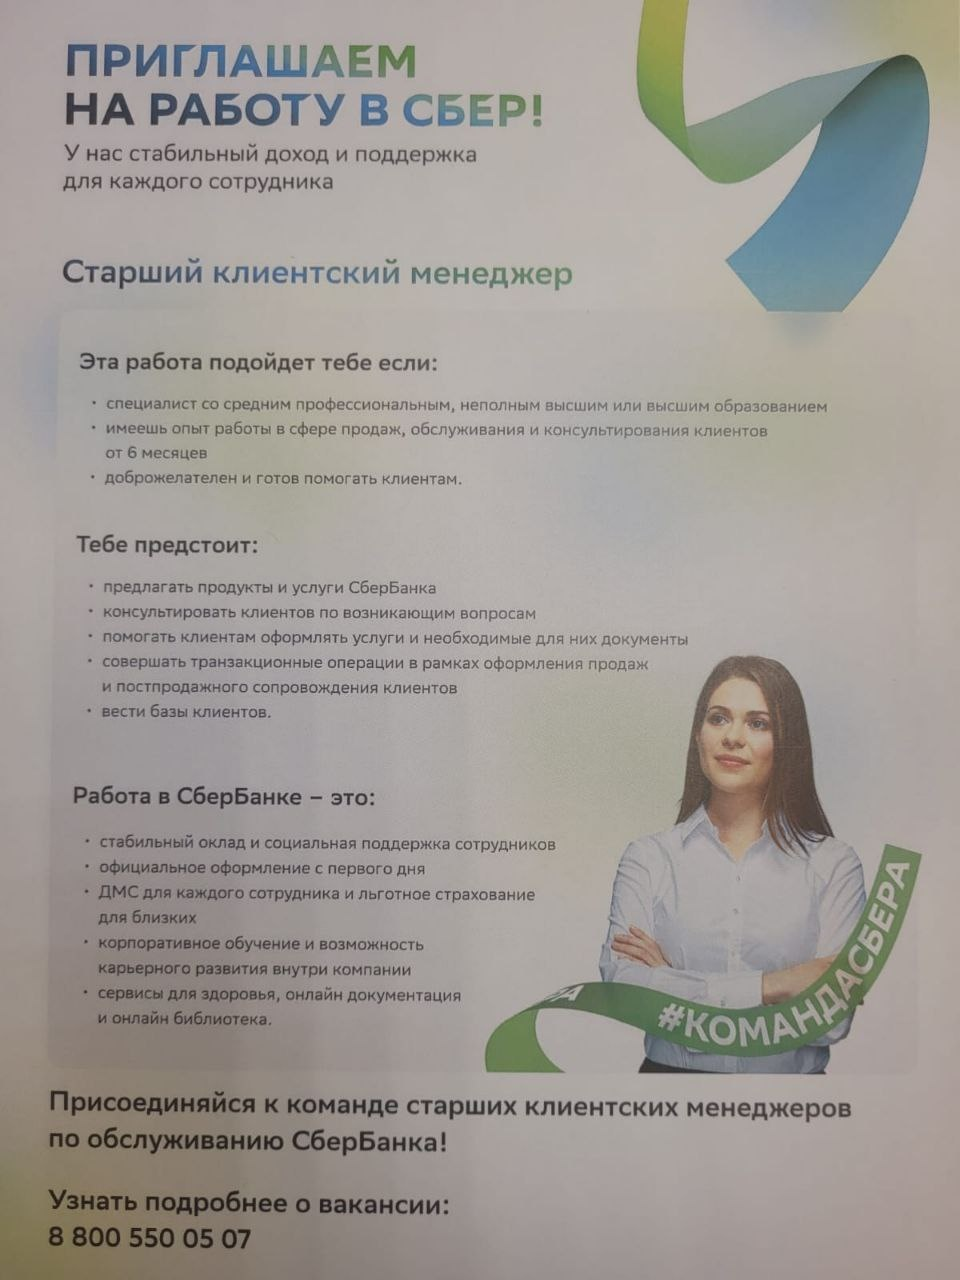 ПРИГЛАШАЕМ
НА РАБОТУ В СБЕР!
У нас стабильный доход и поддержка
для каждого сотрудника
Старший клиентский менеджер
Эта работа подойдет тебе если:
• специалист со средним профессиональным, неполным высшим или высшим образованием
• имеешь опыт работы в сфере продаж, обслуживания и консультирования клиентов
от 6 месяцев
• доброжелателен и готов помогать клиентам.
Тебе предстоит:
• предлагать продукты и услуги СберБанка
• консультировать клиентов по возникающим вопросам
• помогать клиентам оформлять услуги и необходимые для них документы
• совершать транзакционные операции в рамках оформления продаж
и постпродажного сопровождения клиентов
• вести базы клиентов.
Работа в СберБанке – это:
• стабильный оклад и социальная поддержка сотрудников
• официальное оформление с первого дня
• ДМС для каждого сотрудника и льготное страхование
для близких
• корпоративное обучение и возможность
карьерного развития внутри компании
• сервисы для здоровья, онлайн документация
и онлайн библиотека.
РА
#КОМАНДАСБЕРА
Присоединяйся к команде старших клиентских менеджеров
по обслуживанию СберБанка!
Узнать подробнее о вакансии:
8 800 550 05 07